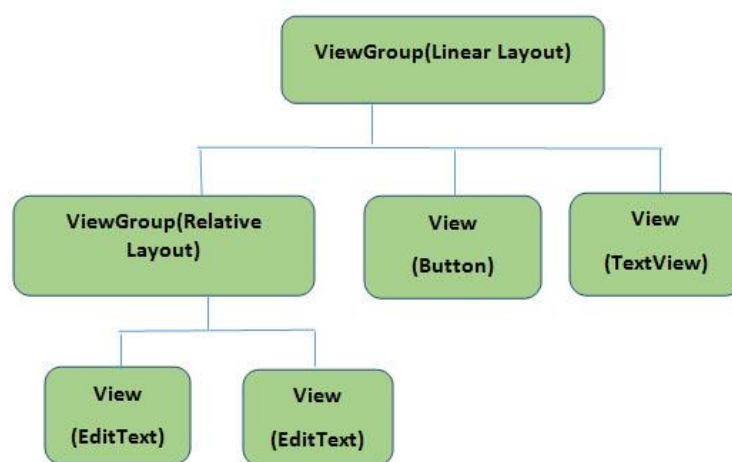 ViewGroup(Linear Layout)
ViewGroup(Relative
Layout)
View
(Button)
View
(TextView)
View
(EditText)
View
(EditText)